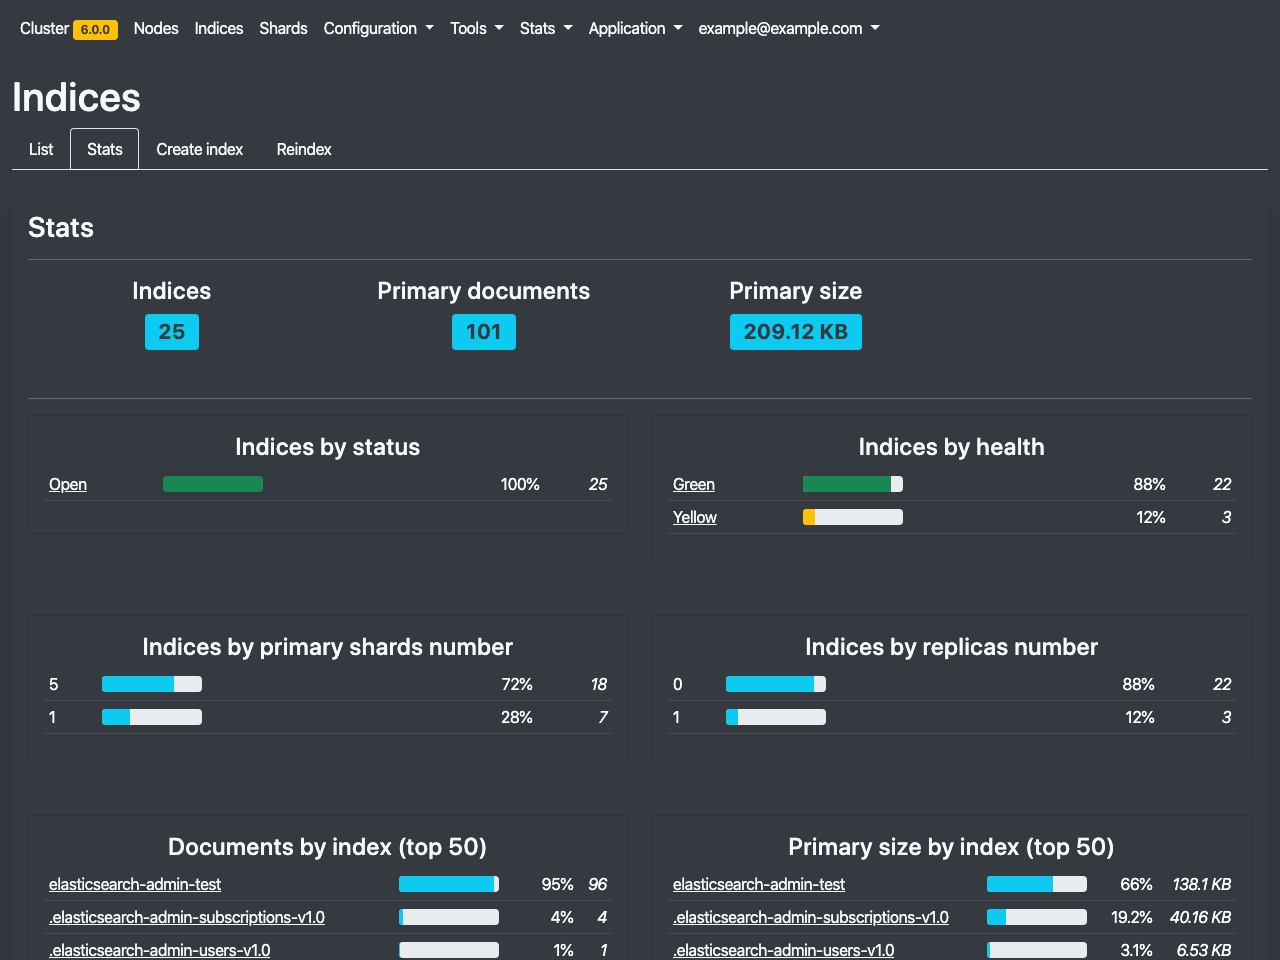 Cluster 6.0.0 Nodes Indices Shards Configuration Tools Stats Application example@example.com
Indices
List Stats Create index Reindex
Stats
Indices Primary documents Primary size
25 101 209.12 KB
Indices by status
Open 100% 25
Indices by health
Green 88% 22
Yellow 12% 3
Indices by primary shards number
5 72% 18
1 28% 7
Indices by replicas number
0 88% 22
1 12% 3
Documents by index (top 50)
elasticsearch-admin-test 95% 96
.elasticsearch-admin-subscriptions-v1.0 4% 4
.elasticsearch-admin-users-v1.0 1% 1
Primary size by index (top 50)
elasticsearch-admin-test 66% 138.1 KB
.elasticsearch-admin-subscriptions-v1.0 19.2% 40.16 KB
.elasticsearch-admin-users-v1.0 3.1% 6.53 KB